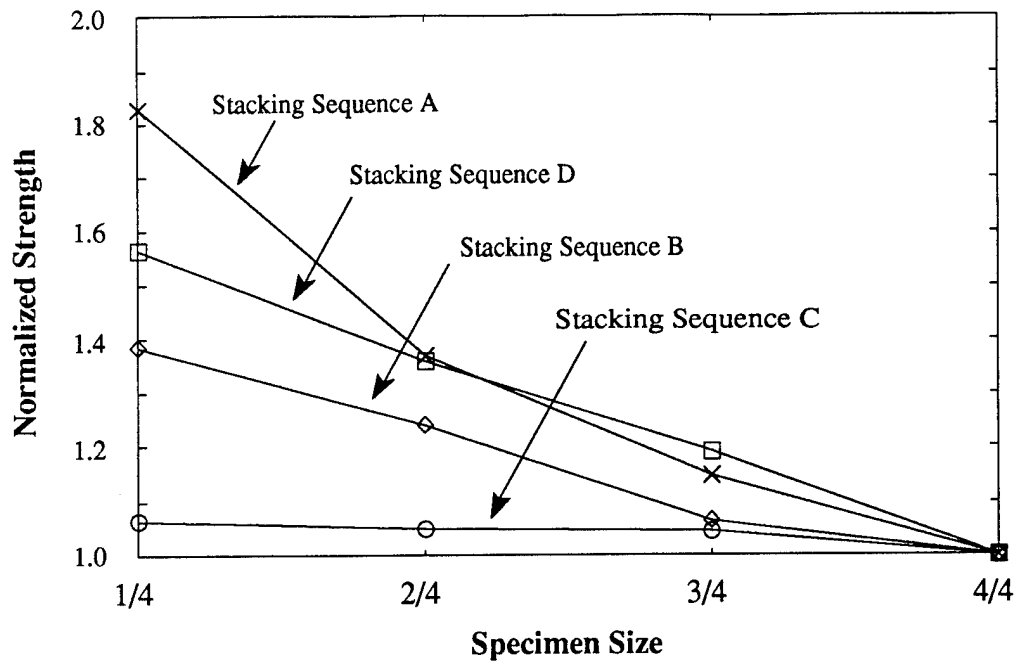 2.0
1.8
1.6
1.4
1.2
1.0
Normalized Strength
Stacking Sequence A
Stacking Sequence D
Stacking Sequence B
Stacking Sequence C
1/4
2/4
3/4
4/4
Specimen Size